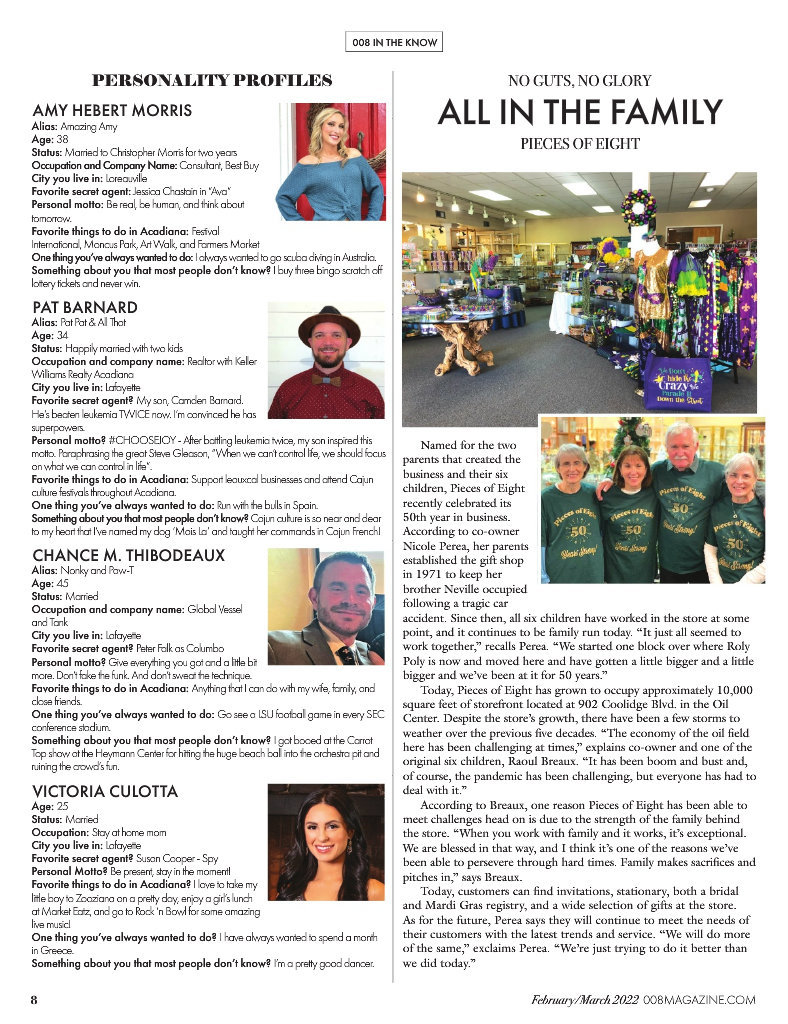 008 IN THE KNOW
PERSONALITY PROFILES
AMY HEBERT MORRIS
Alias: Amazing Amy
Age: 38
Status: Married to Christopher Morris for two years
Occupation and Company Name: Consultant, Best Buy
City you live in: Loreauville
Favorite secret agent: Jessica Chastain in “Ava”
Personal motto: Be real, be human, and think about
tomorrow.
Favorite things to do in Acadiana: Festival
International, Moncus Park, Art Walk, and Farmers Market
One thing you’ve always wanted to do: I always wanted to go scuba diving in Australia.
Something about you that most people don’t know? I buy three bingo scratch off
lottery tickets and never win.
PAT BARNARD
Alias: Pat Pat & All That
Age: 34
Status: Happily married with two kids
Occupation and company name: Realtor with Keller
Williams Realty Acadiana
City you live in: Lafayette
Favorite secret agent? My son, Camden Barnard.
He’s beaten leukemia TWICE now. I’m convinced he has
superpowers.
Personal motto? #CHOOSEJOY - After battling leukemia twice, my son inspired this
motto. Paraphrasing the great Steve Gleason, “When we can’t control life, we should focus
on what we can control in life”.
Favorite things to do in Acadiana: Support leouxcal businesses and attend Cajun
culture festivals throughout Acadiana.
One thing you’ve always wanted to do: Run with the bulls in Spain.
Something about you that most people don’t know? Cajun culture is so near and dear
to my heart that I’ve named my dog ‘Mais La’ and taught her commands in Cajun French!
CHANCE M. THIBODEAUX
Alias: Nonky and Paw-T
Age: 45
Status: Married
Occupation and company name: Global Vessel
and Tank
City you live in: Lafayette
Favorite secret agent? Peter Falk as Columbo
Personal motto? Give everything you got and a little bit
more. Don’t fake the funk. And don’t sweat the technique.
Favorite things to do in Acadiana: Anything that I can do with my wife, family, and
close friends.
One thing you’ve always wanted to do: Go see a LSU football game in every SEC
conference stadium.
Something about you that most people don’t know? I got booed at the Carrot
Top show at the Heymann Center for hitting the huge beach ball into the orchestra pit and
ruining the crowd’s fun.
VICTORIA CULOTTA
Age: 25
Status: Married
Occupation: Stay at home mom
City you live in: Lafayette
Favorite secret agent? Susan Cooper - Spy
Personal Motto? Be present, stay in the moment!
Favorite things to do in Acadiana? I love to take my
little boy to Zoosiana on a pretty day, enjoy a girl’s lunch
at Market Eatz, and go to Rock ‘n Bowl for some amazing
live music!
One thing you’ve always wanted to do? I have always wanted to spend a month
in Greece.
Something about you that most people don’t know? I’m a pretty good dancer.
NO GUTS, NO GLORY
ALL IN THE FAMILY
PIECES OF EIGHT
We Don't
hide the
Crazy We
Parade it
Down the Street
Pieces of Eight
50
Years Strong!
Pieces of Eight
50
Years Strong!
Pieces of Eight
50
Years Strong!
Pieces of Eight
50
Years Strong!
Named for the two
parents that created the
business and their six
children, Pieces of Eight
recently celebrated its
50th year in business.
According to co-owner
Nicole Perea, her parents
established the gift shop
in 1971 to keep her
brother Neville occupied
following a tragic car
accident. Since then, all six children have worked in the store at some
point, and it continues to be family run today. “It just all seemed to
work together,” recalls Perea. “We started one block over where Roly
Poly is now and moved here and have gotten a little bigger and a little
bigger and we’ve been at it for 50 years.”
Today, Pieces of Eight has grown to occupy approximately 10,000
square feet of storefront located at 902 Coolidge Blvd. in the Oil
Center. Despite the store’s growth, there have been a few storms to
weather over the previous five decades. “The economy of the oil field
here has been challenging at times,” explains co-owner and one of the
original six children, Raoul Breaux. “It has been boom and bust and,
of course, the pandemic has been challenging, but everyone has had to
deal with it.”
According to Breaux, one reason Pieces of Eight has been able to
meet challenges head on is due to the strength of the family behind
the store. “When you work with family and it works, it’s exceptional.
We are blessed in that way, and I think it’s one of the reasons we’ve
been able to persevere through hard times. Family makes sacrifices and
pitches in,” says Breaux.
Today, customers can find invitations, stationary, both a bridal
and Mardi Gras registry, and a wide selection of gifts at the store.
As for the future, Perea says they will continue to meet the needs of
their customers with the latest trends and service. “We will do more
of the same,” exclaims Perea. “We’re just trying to do it better than
we did today.”
8
February/March 2022 008MAGAZINE.COM